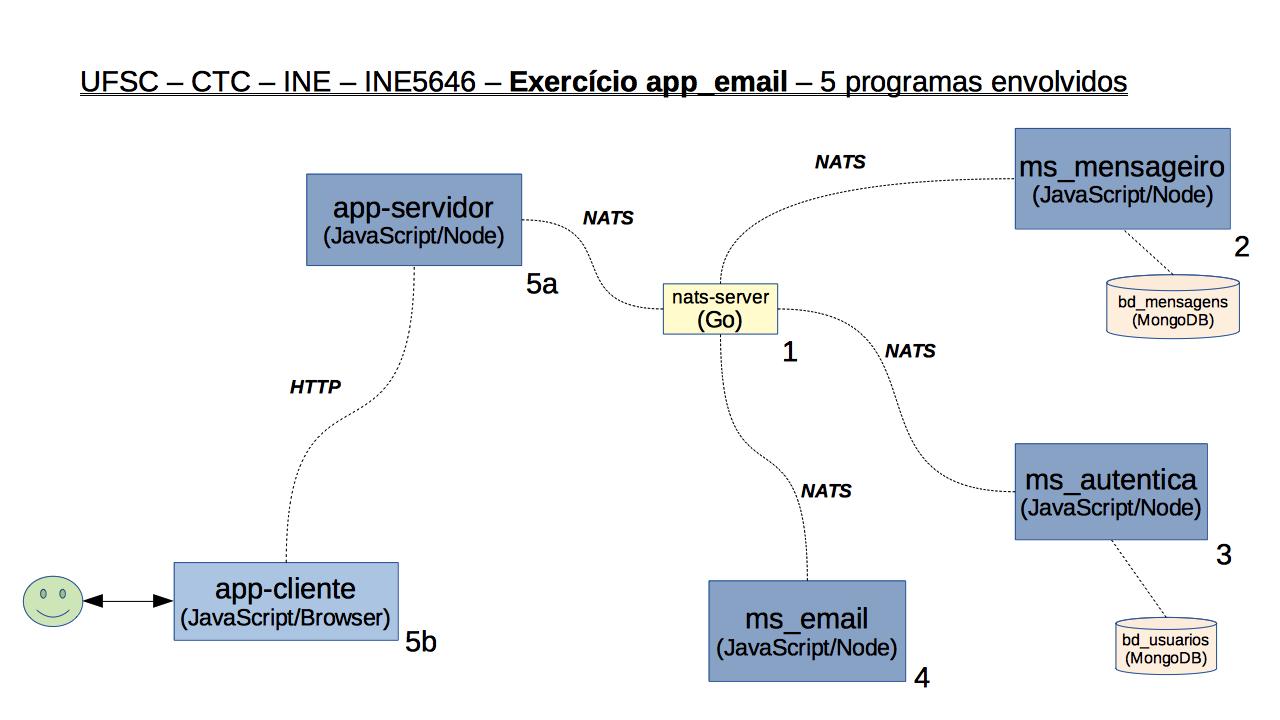 UFSC – CTC – INE – INE5646 – Exercício app_email – 5 programas envolvidos
NATS
ms_mensageiro
(JavaScript/Node)
2
app-servidor
(JavaScript/Node)
5a
NATS
nats-server
(Go)
1
bd_mensagens
(MongoDB)
NATS
HTTP
NATS
ms_autentica
(JavaScript/Node)
3
app-cliente
(JavaScript/Browser)
5b
ms_email
(JavaScript/Node)
4
bd_usuarios
(MongoDB)